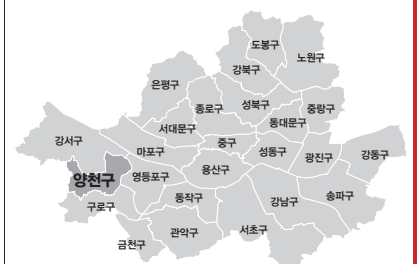 도봉구
노원구
강북구
은평구
성북구
중랑구
종로구
동대문구
서대문구
강서구
중구
마포구
성동구
광진구
강동구
용산구
양천구
영등포구
동작구
송파구
강남구
구로구
서초구
관악구
금천구